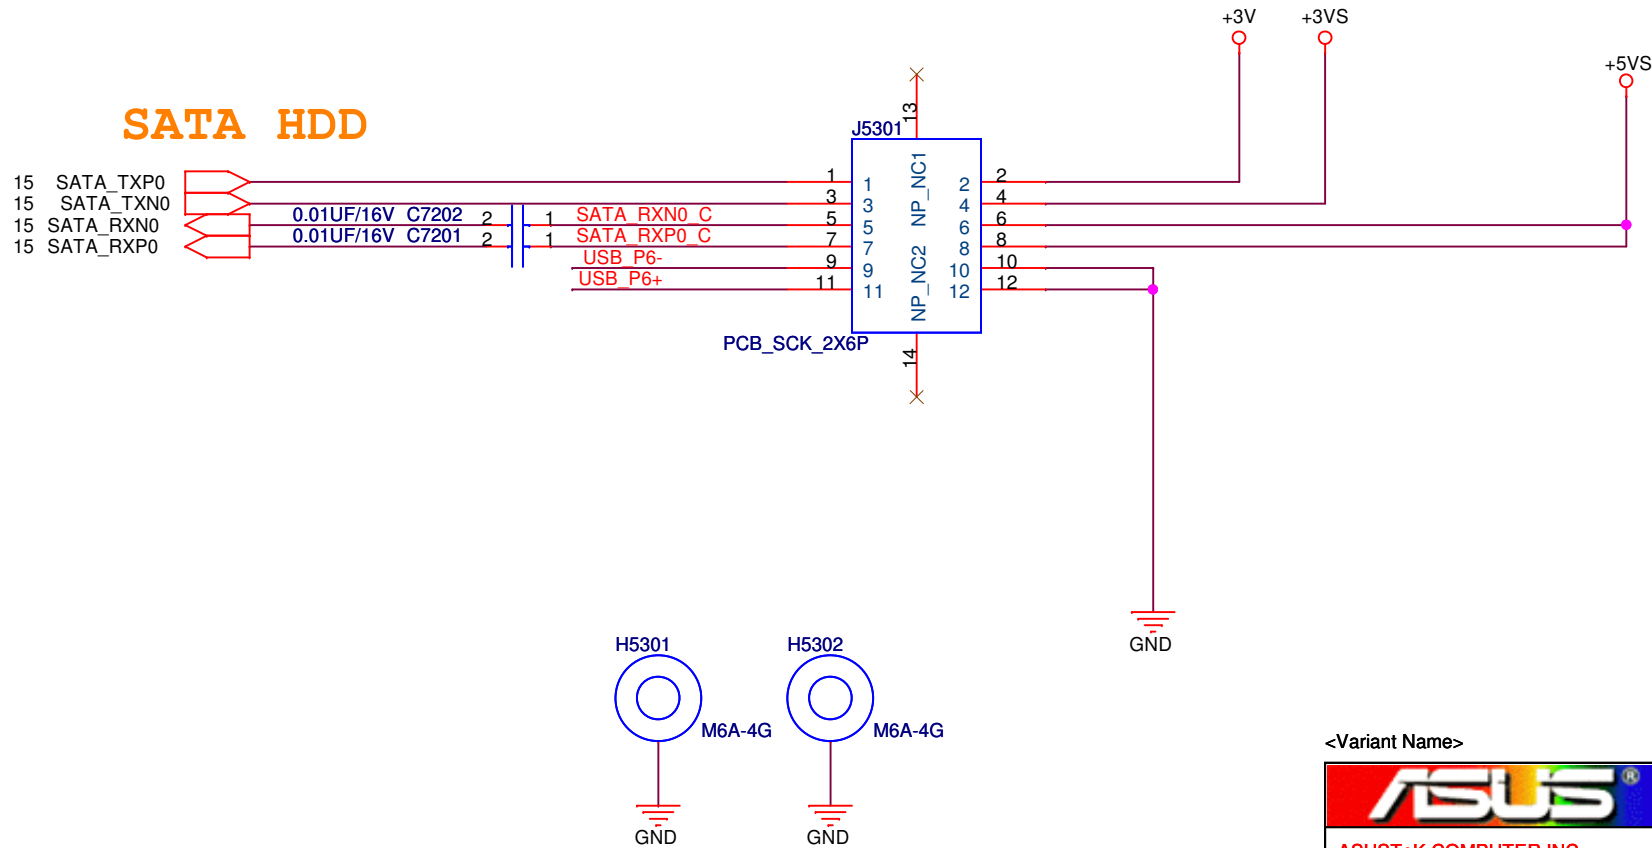 +3V
+3VS
+5VS
SATA HDD
J5301
13
15 SATA_TXP0
15 SATA_TXN0
15 SATA_RXN0
15 SATA_RXP0
0.01UF/16V C7202 2 1 SATA_RXN0_C
0.01UF/16V C7201 2 1 SATA_RXP0_C
USB_P6-
USB_P6+
1 1 2 2
3 3 4 4
5 5 6 6
7 7 8 8
9 9 10 10
11 11 12 12
NP_NC1
NP_NC2
PCB_SCK_2X6P
14
GND
H5301
M6A-4G
GND
H5302
M6A-4G
GND
<Variant Name>
ASUS®